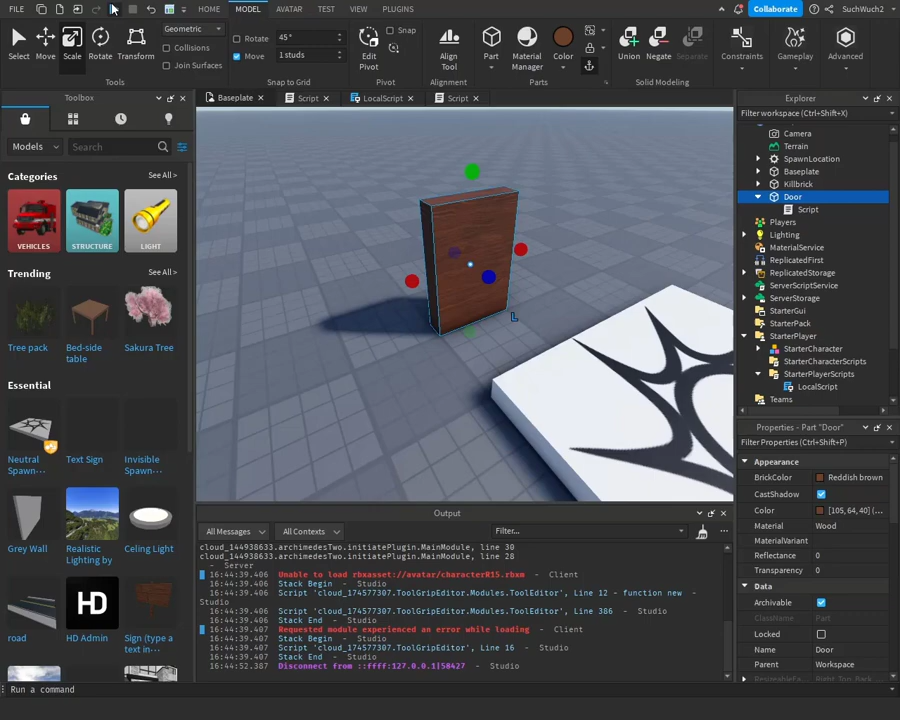 FILE HOME MODEL AVATAR TEST VIEW PLUGINS Collaborate SuchWuch2
Select Move Scale Rotate Transform
Tools
Geometric
Collisions
Join Surfaces
Rotate 45°
Move 1 studs
Snap to Grid
Edit
Pivot
Snap
Pivot
Align
Tool
Alignment
Part Material
Manager Color
Parts
Union Negate Separate
Solid Modeling
Constraints Gameplay Advanced
Toolbox
Models Search
Categories See All >
VEHICLES STRUCTURE LIGHT
Trending See All >
Tree pack Bed-side
table Sakura Tree
Essential
Neutral
Spawn-... Text Sign Invisible
Spawn-...
Grey Wall Realistic
Lighting by Celing Light
HD
road HD Admin Sign (type a
text in...
Baseplate Script LocalScript Script
L
Output
All Messages All Contexts Filter...
cloud_144938633.archimedesTwo.initiatePlugin.MainModule, line 30
cloud_144938633.archimedesTwo.initiatePlugin.MainModule, line 28
- Server
16:44:39.406 Unable to load rbxasset://avatar/characterR15.rbxm - Client
16:44:39.406 Stack Begin - Studio
16:44:39.406 Script 'cloud_174577307.ToolGripEditor.Modules.ToolEditor', Line 12 - function new -
Studio
16:44:39.406 Script 'cloud_174577307.ToolGripEditor.Modules.ToolEditor', Line 386 - Studio
16:44:39.406 Stack End - Studio
16:44:39.407 Requested module experienced an error while loading - Client
16:44:39.407 Stack Begin - Studio
16:44:39.407 Script 'cloud_174577307.ToolGripEditor', Line 16 - Studio
16:44:39.407 Stack End - Studio
16:44:52.387 Disconnect from ::ffff:127.0.0.1|58427 - Studio
Explorer
Filter workspace (Ctrl+Shift+X)
Camera
Terrain
SpawnLocation
Baseplate
Killbrick
Door
Script
Players
Lighting
MaterialService
ReplicatedFirst
ReplicatedStorage
ServerScriptService
ServerStorage
StarterGui
StarterPack
StarterPlayer
StarterCharacter
StarterCharacterScripts
StarterPlayerScripts
LocalScript
Teams
Properties - Part "Door"
Filter Properties (Ctrl+Shift+P)
Appearance
BrickColor Reddish brown
CastShadow
Color [105, 64, 40] (...
Material Wood
MaterialVariant
Reflectance 0
Transparency 0
Data
Archivable
ClassName Part
Locked
Name Door
Parent Workspace
Run a command